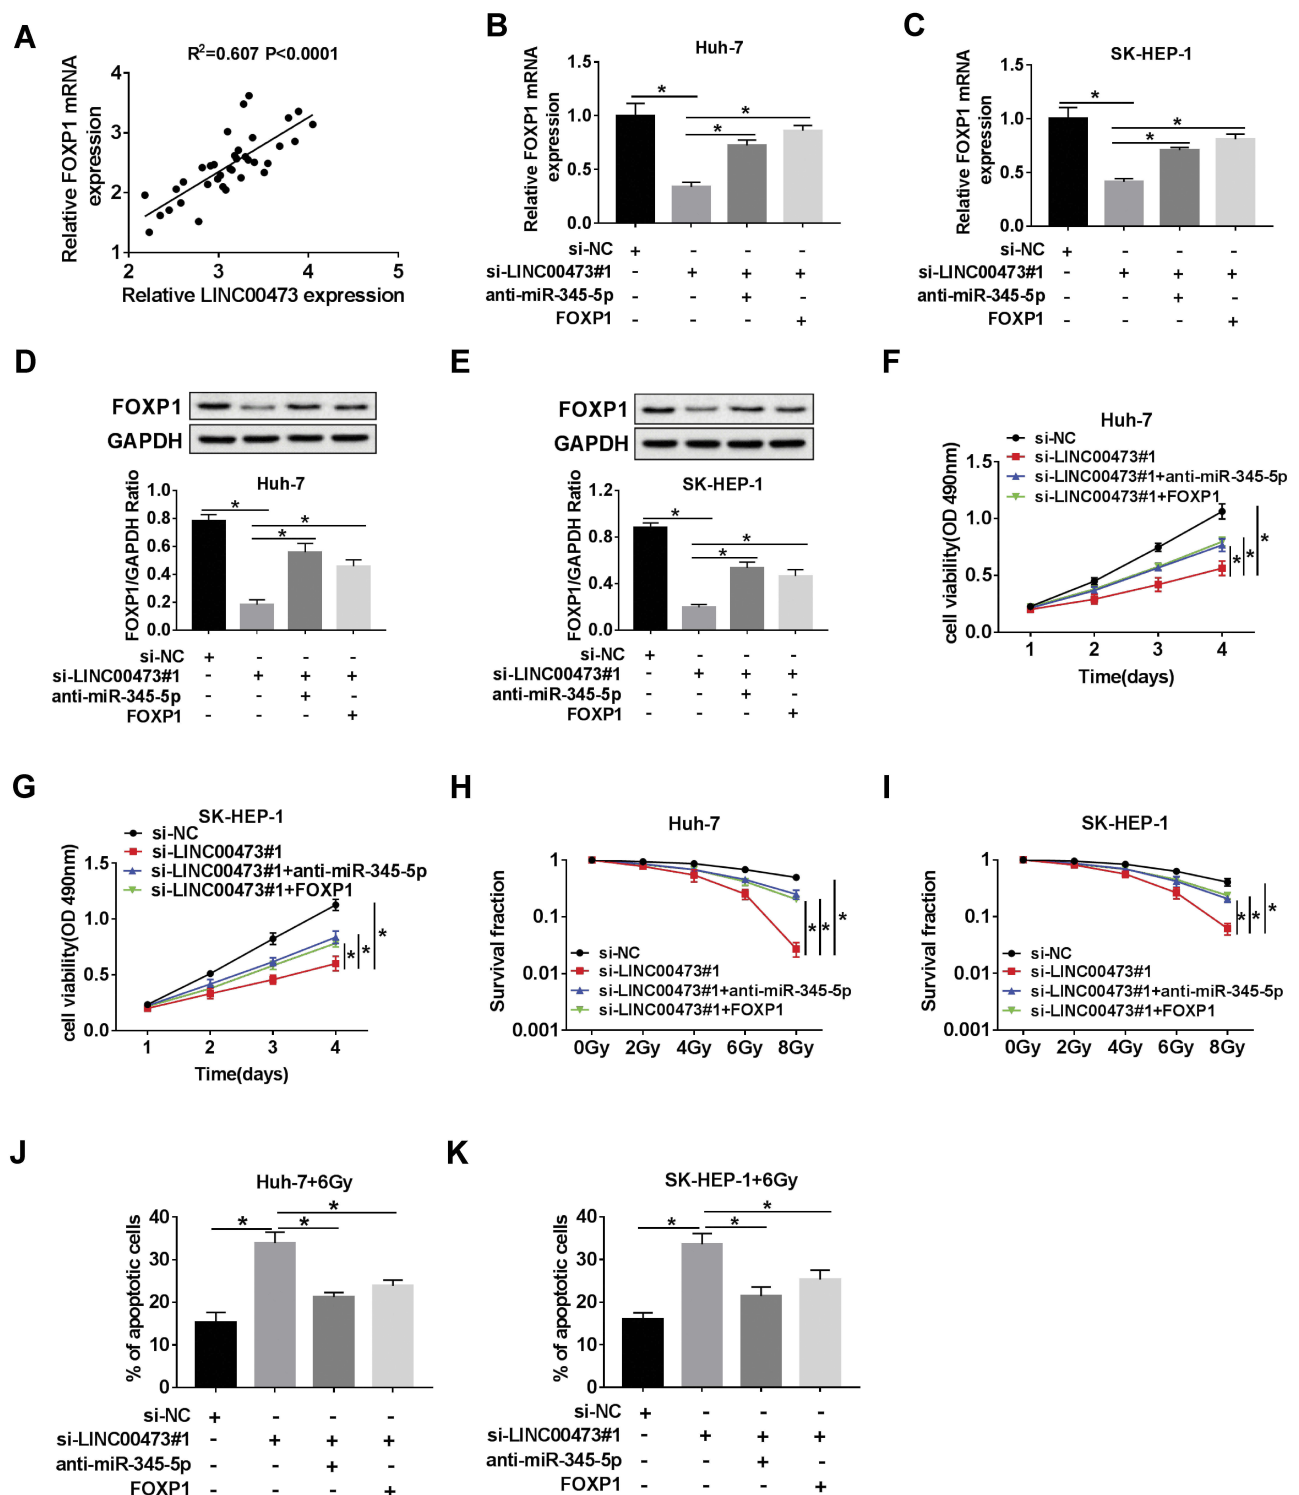 A
R²=0.607 P<0.0001
Relative FOXP1 mRNA
expression
4
3
2
1
2 3 4 5
Relative LINC00473 expression
B
Huh-7
Relative FOXP1 mRNA
expression
1.5
1.0
0.5
0.0
* * *
si-NC + - - -
si-LINC00473#1 - + + +
anti-miR-345-5p - - + -
FOXP1 - - - +
C
SK-HEP-1
Relative FOXP1 mRNA
expression
1.5
1.0
0.5
0.0
* * *
si-NC + - - -
si-LINC00473#1 - + + +
anti-miR-345-5p - - + -
FOXP1 - - - +
D
FOXP1
GAPDH
Huh-7
FOXP1/GAPDH Ratio
1.0
0.8
0.6
0.4
0.2
0.0
* * *
si-NC + - - -
si-LINC00473#1 - + + +
anti-miR-345-5p - - + -
FOXP1 - - - +
E
FOXP1
GAPDH
SK-HEP-1
FOXP1/GAPDH Ratio
1.2
0.8
0.4
0.0
* * *
si-NC + - - -
si-LINC00473#1 - + + +
anti-miR-345-5p - - + -
FOXP1 - - - +
F
Huh-7
si-NC
si-LINC00473#1
si-LINC00473#1+anti-miR-345-5p
si-LINC00473#1+FOXP1
cell viability(OD 490nm)
1.5
1.0
0.5
0.0
* * *
1 2 3 4
Time(days)
G
SK-HEP-1
si-NC
si-LINC00473#1
si-LINC00473#1+anti-miR-345-5p
si-LINC00473#1+FOXP1
cell viability(OD 490nm)
1.5
1.0
0.5
0.0
* * *
1 2 3 4
Time(days)
H
Huh-7
Survival fraction
1
0.1
0.01
0.001
* * *
si-NC
si-LINC00473#1
si-LINC00473#1+anti-miR-345-5p
si-LINC00473#1+FOXP1
0Gy 2Gy 4Gy 6Gy 8Gy
I
SK-HEP-1
Survival fraction
1
0.1
0.01
0.001
* * *
si-NC
si-LINC00473#1
si-LINC00473#1+anti-miR-345-5p
si-LINC00473#1+FOXP1
0Gy 2Gy 4Gy 6Gy 8Gy
J
Huh-7+6Gy
% of apoptotic cells
40
30
20
10
0
* * *
si-NC + - - -
si-LINC00473#1 - + + +
anti-miR-345-5p - - + -
FOXP1 - - - +
K
SK-HEP-1+6Gy
% of apoptotic cells
40
30
20
10
0
* * *
si-NC + - - -
si-LINC00473#1 - + + +
anti-miR-345-5p - - + -
FOXP1 - - - +